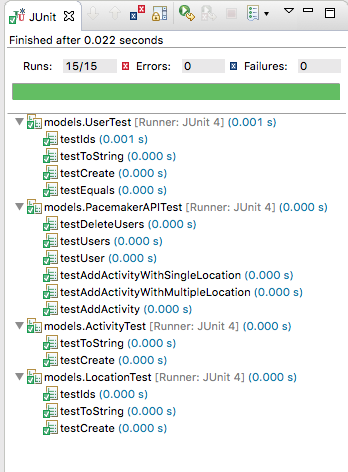 JUnit
Finished after 0.022 seconds
Runs: 15/15 Errors: 0 Failures: 0
models.UserTest [Runner: JUnit 4] (0.001 s)
testIds (0.001 s)
testToString (0.000 s)
testCreate (0.000 s)
testEquals (0.000 s)
models.PacemakerAPITest [Runner: JUnit 4] (0.000 s)
testDeleteUsers (0.000 s)
testUsers (0.000 s)
testUser (0.000 s)
testAddActivityWithSingleLocation (0.000 s)
testAddActivityWithMultipleLocation (0.000 s)
testAddActivity (0.000 s)
models.ActivityTest [Runner: JUnit 4] (0.000 s)
testToString (0.000 s)
testCreate (0.000 s)
models.LocationTest [Runner: JUnit 4] (0.000 s)
testIds (0.000 s)
testToString (0.000 s)
testCreate (0.000 s)